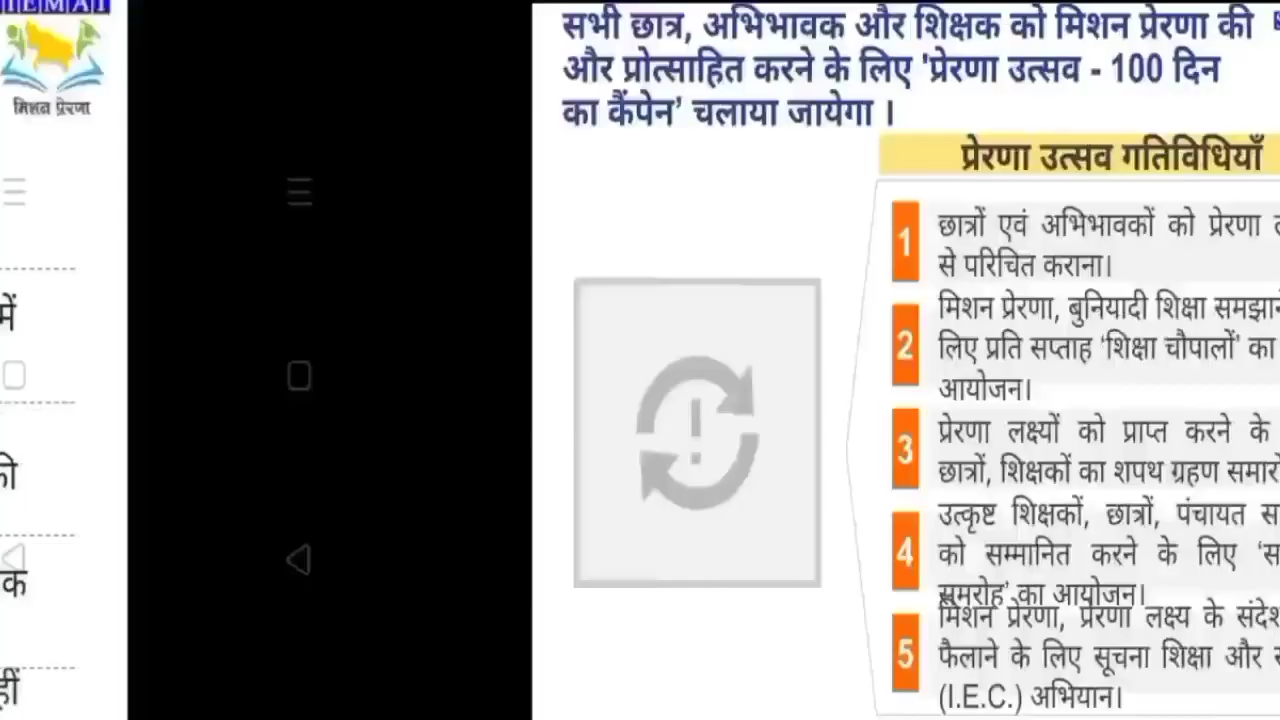 मिशन प्रेरणा
में
की
क
हीं
सभी छात्र, अभिभावक और शिक्षक को मिशन प्रेरणा की
और प्रोत्साहित करने के लिए 'प्रेरणा उत्सव - 100 दिन
का कैंपेन’ चलाया जायेगा ।
प्रेरणा उत्सव गतिविधियाँ
1
छात्रों एवं अभिभावकों को प्रेरणा
से परिचित कराना।
2
मिशन प्रेरणा, बुनियादी शिक्षा समझाने
लिए प्रति सप्ताह ‘शिक्षा चौपालों’ का
आयोजन।
3
प्रेरणा लक्ष्यों को प्राप्त करने के
छात्रों, शिक्षकों का शपथ ग्रहण
4
उत्कृष्ट शिक्षकों, छात्रों, पंचायत
को सम्मानित करने के लिए
समरोह’ का आयोजन।
5
मिशन प्रेरणा, प्रेरणा लक्ष्य के संदेश
फैलाने के लिए सूचना शिक्षा और
(I.E.C.) अभियान।